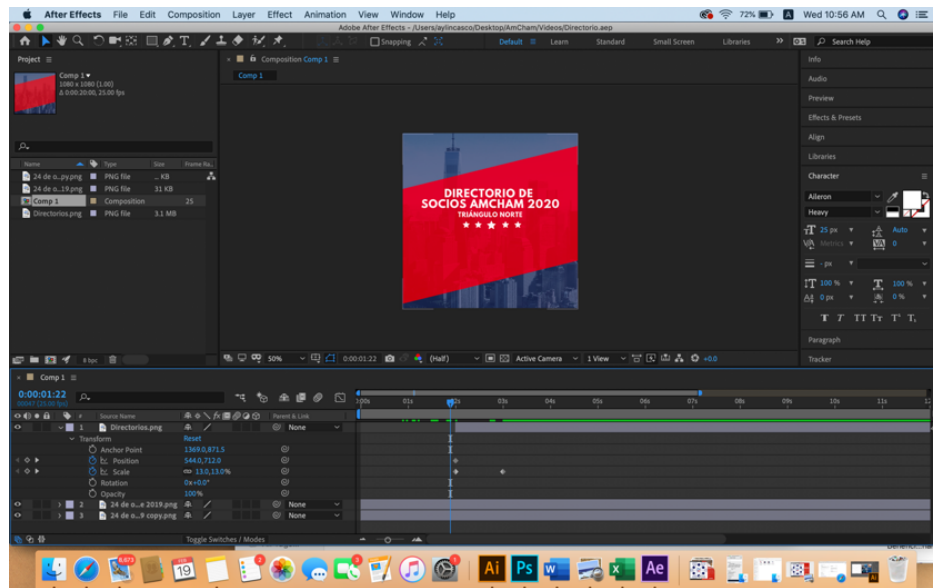 After Effects File Edit Composition Layer Effect Animation View Window Help
72% Wed 10:56 AM
Adobe After Effects - /Users/aylincasco/Desktop/AmCham/Videos/Directorio.aep
Snapping
Default Learn Standard Small Screen Libraries Search Help
Project
Comp 1
1080 x 1080 (1.00)
Δ 0:00:20:00, 25.00 fps
Name Type Size Frame Ra..
24 de o...py.png PNG file ... KB
24 de o...19.png PNG file 31 KB
Comp 1 Composition 25
Directorios.png PNG file 3.1 MB
8 bpc
Composition Comp 1
Comp 1
DIRECTORIO DE
SOCIOS AMCHAM 2020
TRIÁNGULO NORTE
50% 0:00:01:22 (Half) Active Camera 1 View +0.0
Info
Audio
Preview
Effects & Presets
Align
Libraries
Character
Aileron
Heavy
25 px Auto
Metrics 0
- px
100 % 100 %
0 px 0 %
T T TT Tr T' T,
Paragraph
Tracker
Comp 1
0:00:01:22
# Source Name Parent & Link
1 Directorios.png None
Transform Reset
Anchor Point 1369.0,871.5
Position 544.0,712.0
Scale 13.0,13.0%
Rotation 0x+0.0°
Opacity 100%
2 24 de o...e 2019.png None
3 24 de o...9 copy.png None
Toggle Switches / Modes
01s 02s 03s 04s 05s 06s 07s 08s 09s 10s 11s 12
19
Ai Ps W X Ae